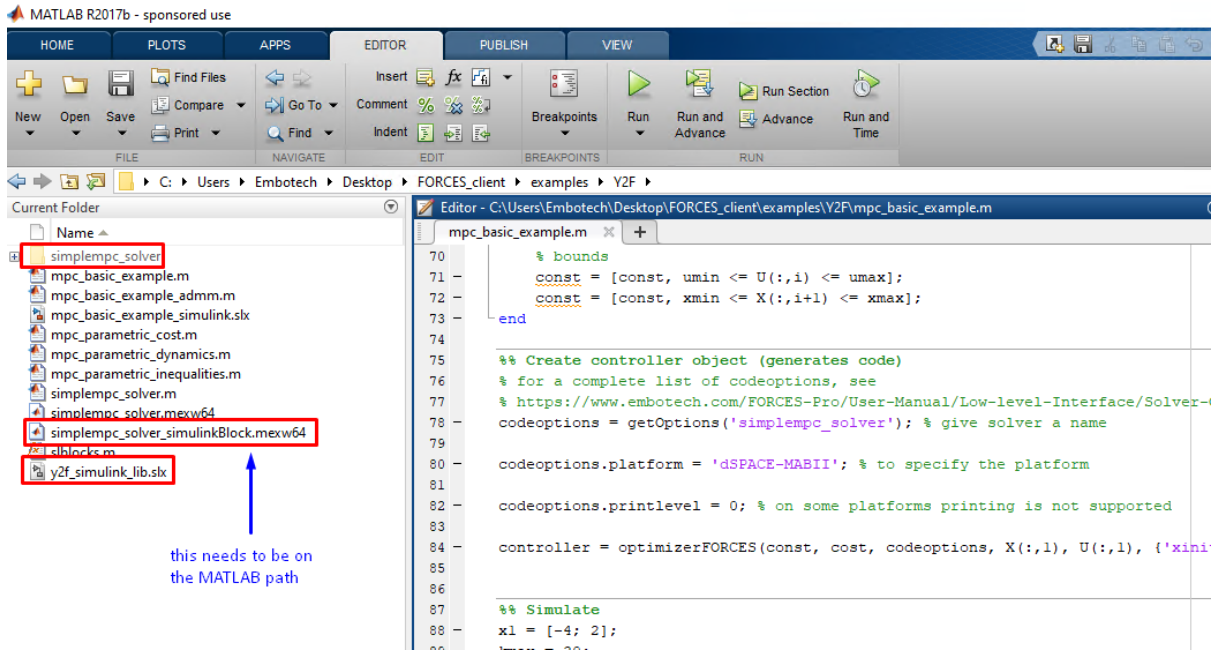 MATLAB R2017b - sponsored use
HOME PLOTS APPS EDITOR PUBLISH VIEW
New Open Save
Find Files
Compare
Print
FILE
Go To
Find
NAVIGATE
Insert fx
Comment
Indent
EDIT
Breakpoints
BREAKPOINTS
Run
Run and Advance
Run Section
Advance
Run and Time
RUN
C: Users Embotech Desktop FORCES_client examples Y2F
Current Folder
Name
simplempc_solver
mpc_basic_example.m
mpc_basic_example_admm.m
mpc_basic_example_simulink.slx
mpc_parametric_cost.m
mpc_parametric_dynamics.m
mpc_parametric_inequalities.m
simplempc_solver.m
simplempc_solver.mexw64
simplempc_solver_simulinkBlock.mexw64
slblocks.m
y2f_simulink_lib.slx
this needs to be on
the MATLAB path
Editor - C:\Users\Embotech\Desktop\FORCES_client\examples\Y2F\mpc_basic_example.m
mpc_basic_example.m
70 % bounds
71 - const = [const, umin <= U(:,i) <= umax];
72 - const = [const, xmin <= X(:,i+1) <= xmax];
73 - end
74
75 %% Create controller object (generates code)
76 % for a complete list of codeoptions, see
77 % https://www.embotech.com/FORCES-Pro/User-Manual/Low-level-Interface/Solver-
78 - codeoptions = getOptions('simplempc_solver'); % give solver a name
79
80 - codeoptions.platform = 'dSPACE-MABII'; % to specify the platform
81
82 - codeoptions.printlevel = 0; % on some platforms printing is not supported
83
84 - controller = optimizerFORCES(const, cost, codeoptions, X(:,1), U(:,1), {'xini
85
86
87 %% Simulate
88 - x1 = [-4; 2];